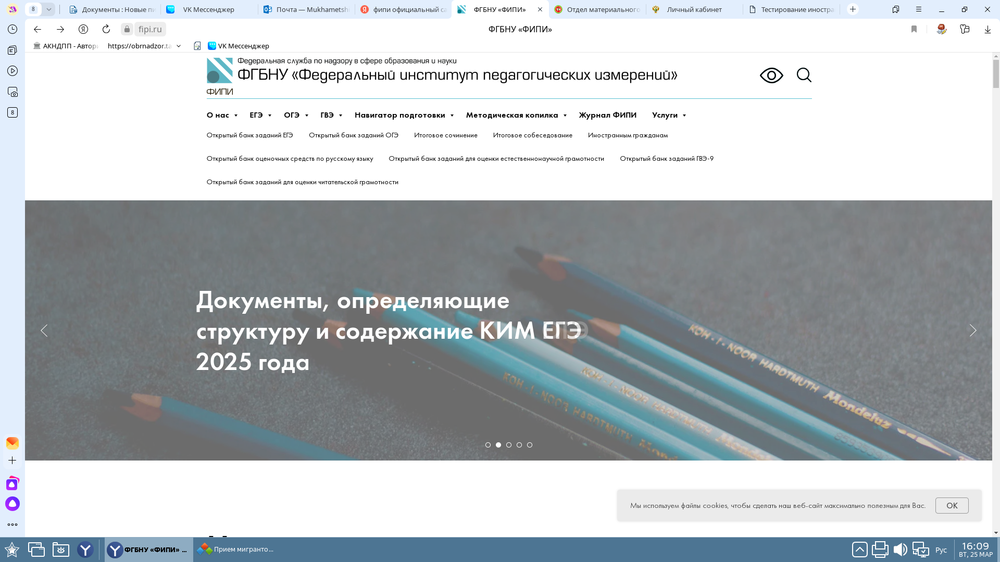 8
Документы : Новые пи
VK Мессенджер
Почта — Mukhametsh
фипи официальный са
ФГБНУ «ФИПИ»
Отдел материального
Личный кабинет
Тестирование иностра
fipi.ru
ФГБНУ «ФИПИ»
АКНДПП - Автори
https://obrnadzor.ta
VK Мессенджер
8
Федеральная служба по надзору в сфере образования и науки
ФГБНУ «Федеральный институт педагогических измерений»
ФИПИ
О нас ЕГЭ ОГЭ ГВЭ Навигатор подготовки Методическая копилка Журнал ФИПИ Услуги
Открытый банк заданий ЕГЭ Открытый банк заданий ОГЭ Итоговое сочинение Итоговое собеседование Иностранным гражданам
Открытый банк оценочных средств по русскому языку Открытый банк заданий для оценки естественнонаучной грамотности Открытый банк заданий ГВЭ-9
Открытый банк заданий для оценки читательской грамотности
Документы, определяющие
структуру и содержание КИМ ЕГЭ
2025 года
KOH-I-NOOR HARDTMUTH Mondeluz
KOH-I-NOOR HARDTMUTH
KOH-I-NOOR HARDTMUTH
Мы используем файлы cookies, чтобы сделать наш веб-сайт максимально полезным для Вас.
OK
ФГБНУ «ФИПИ» ...
Прием мигранто...
Рус
16:09
ВТ, 25 МАР